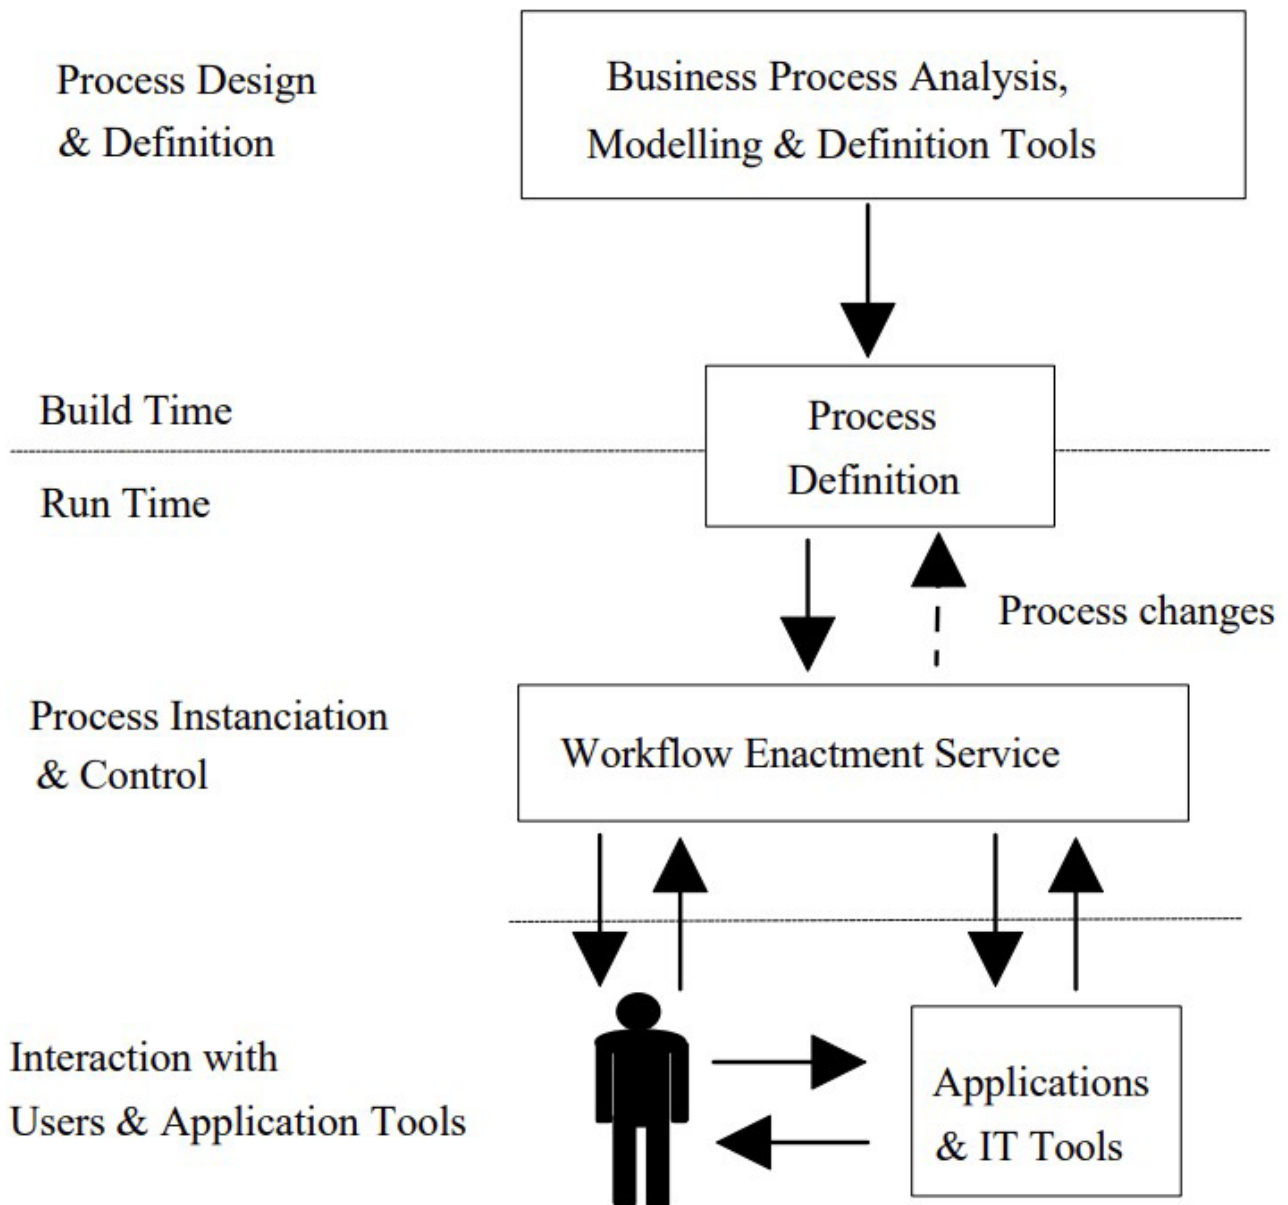 Process Design
& Definition
Business Process Analysis,
Modelling & Definition Tools
Build Time
Process
Definition
Run Time
Process changes
Process Instanciation
& Control
Workflow Enactment Service
Interaction with
Users & Application Tools
Applications
& IT Tools